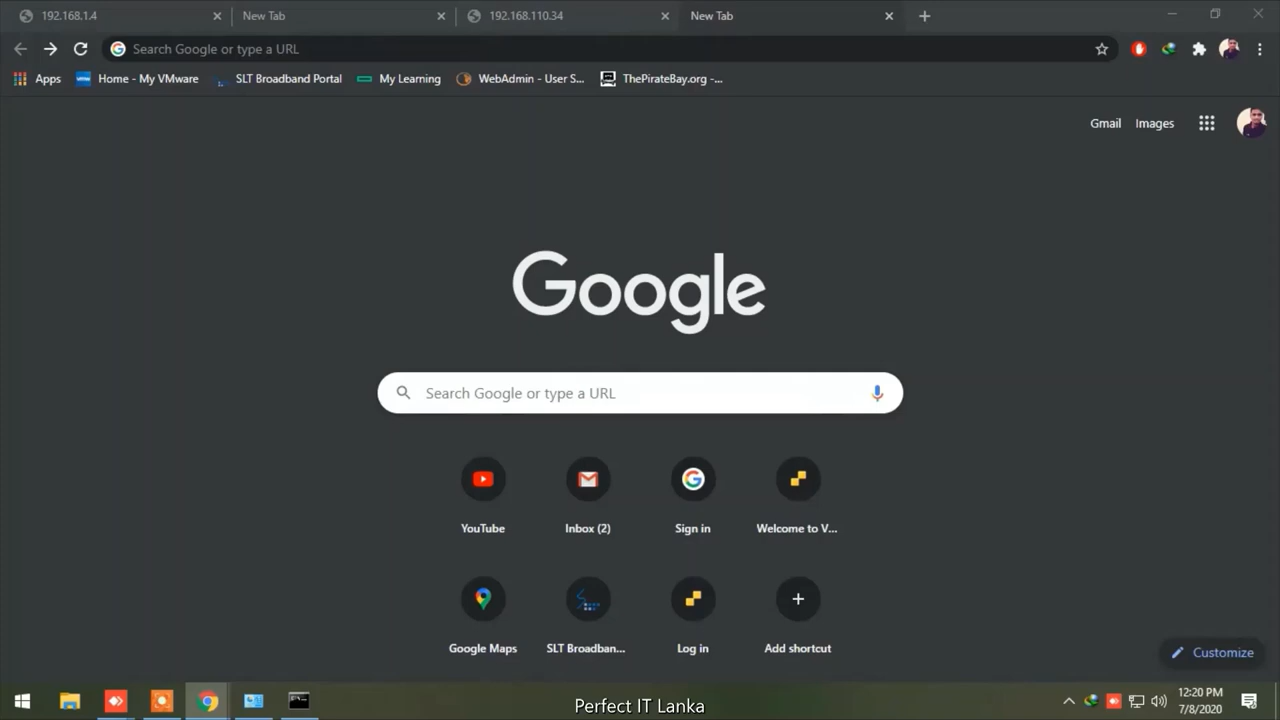 192.168.1.4
New Tab
192.168.110.34
New Tab
Search Google or type a URL
Apps
Home - My VMware
SLT Broadband Portal
My Learning
WebAdmin - User S...
ThePirateBay.org -...
Gmail
Images
Google
Search Google or type a URL
YouTube
Inbox (2)
Sign in
Welcome to V...
Google Maps
SLT Broadban...
Log in
Add shortcut
Customize
Perfect IT Lanka
12:20 PM
7/8/2020